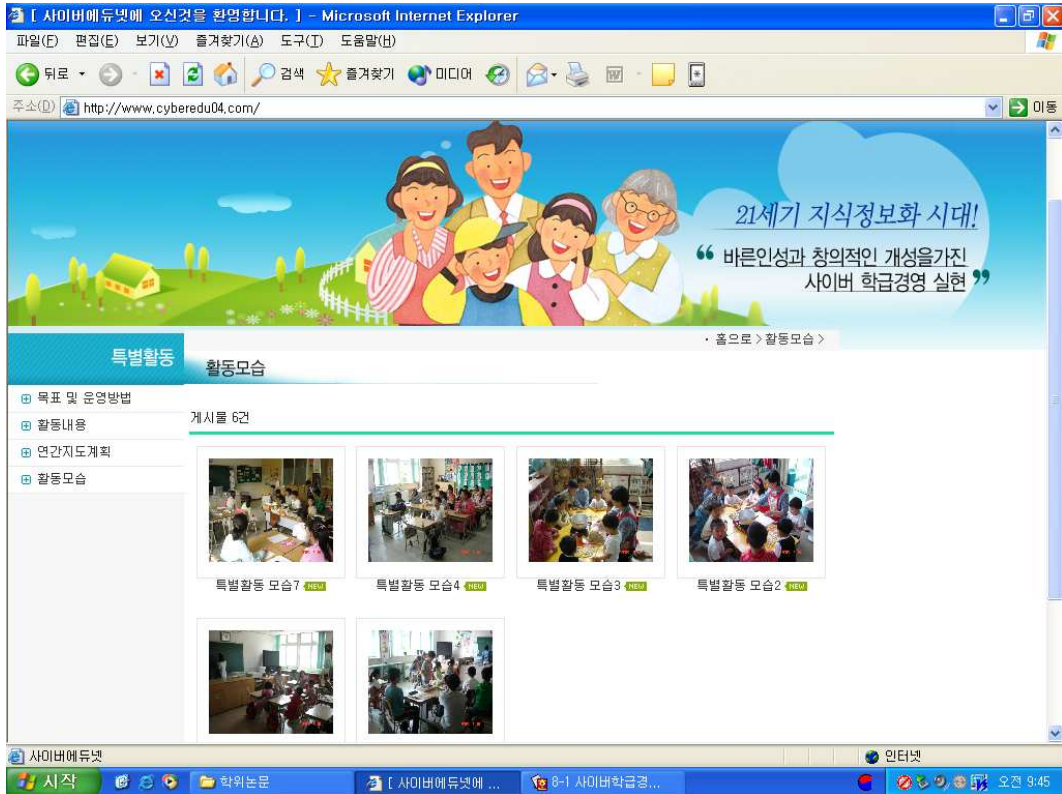 [ 사이버에듀넷에 오신것을 환영합니다. ] - Microsoft Internet Explorer
파일(F) 편집(E) 보기(V) 즐겨찾기(A) 도구(T) 도움말(H)
뒤로 검색 즐겨찾기 미디어
주소(D) http://www.cyberedu04.com/ 이동
21세기 지식정보화 시대!
“ 바른인성과 창의적인 개성을가진
사이버 학급경영 실현 ”
· 홈으로 > 활동모습 >
특별활동
활동모습
목표 및 운영방법
활동내용
연간지도계획
활동모습
게시물 6건
특별활동 모습7 NEW 특별활동 모습4 NEW 특별활동 모습3 NEW 특별활동 모습2 NEW
사이버에듀넷 인터넷
시작 학위논문 [ 사이버에듀넷에 ... 8-1 사이버학급경... 오전 9:45